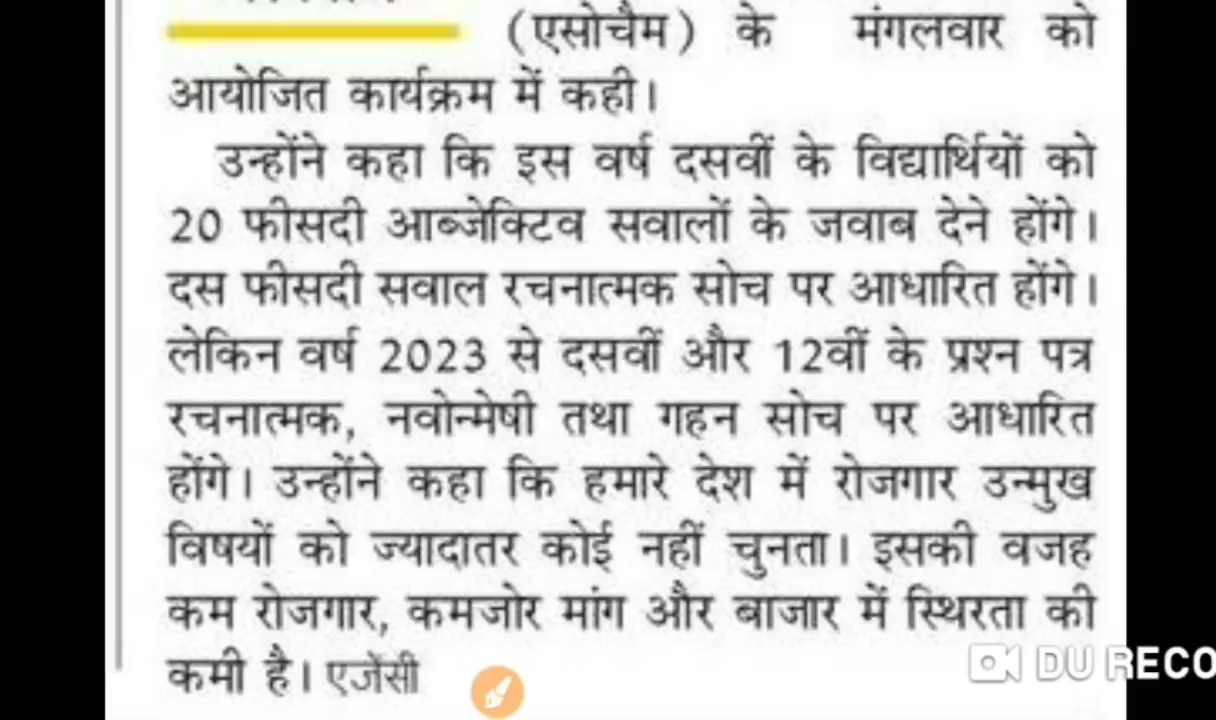 (एसोचैम) के मंगलवार को
आयोजित कार्यक्रम में कही।
उन्होंने कहा कि इस वर्ष दसवीं के विद्यार्थियों को
20 फीसदी आब्जेक्टिव सवालों के जवाब देने होंगे।
दस फीसदी सवाल रचनात्मक सोच पर आधारित होंगे।
लेकिन वर्ष 2023 से दसवीं और 12वीं के प्रश्न पत्र
रचनात्मक, नवोन्मेषी तथा गहन सोच पर आधारित
होंगे। उन्होंने कहा कि हमारे देश में रोजगार उन्मुख
विषयों को ज्यादातर कोई नहीं चुनता। इसकी वजह
कम रोजगार, कमजोर मांग और बाजार में स्थिरता की
कमी है। एजेंसी
DU RECO